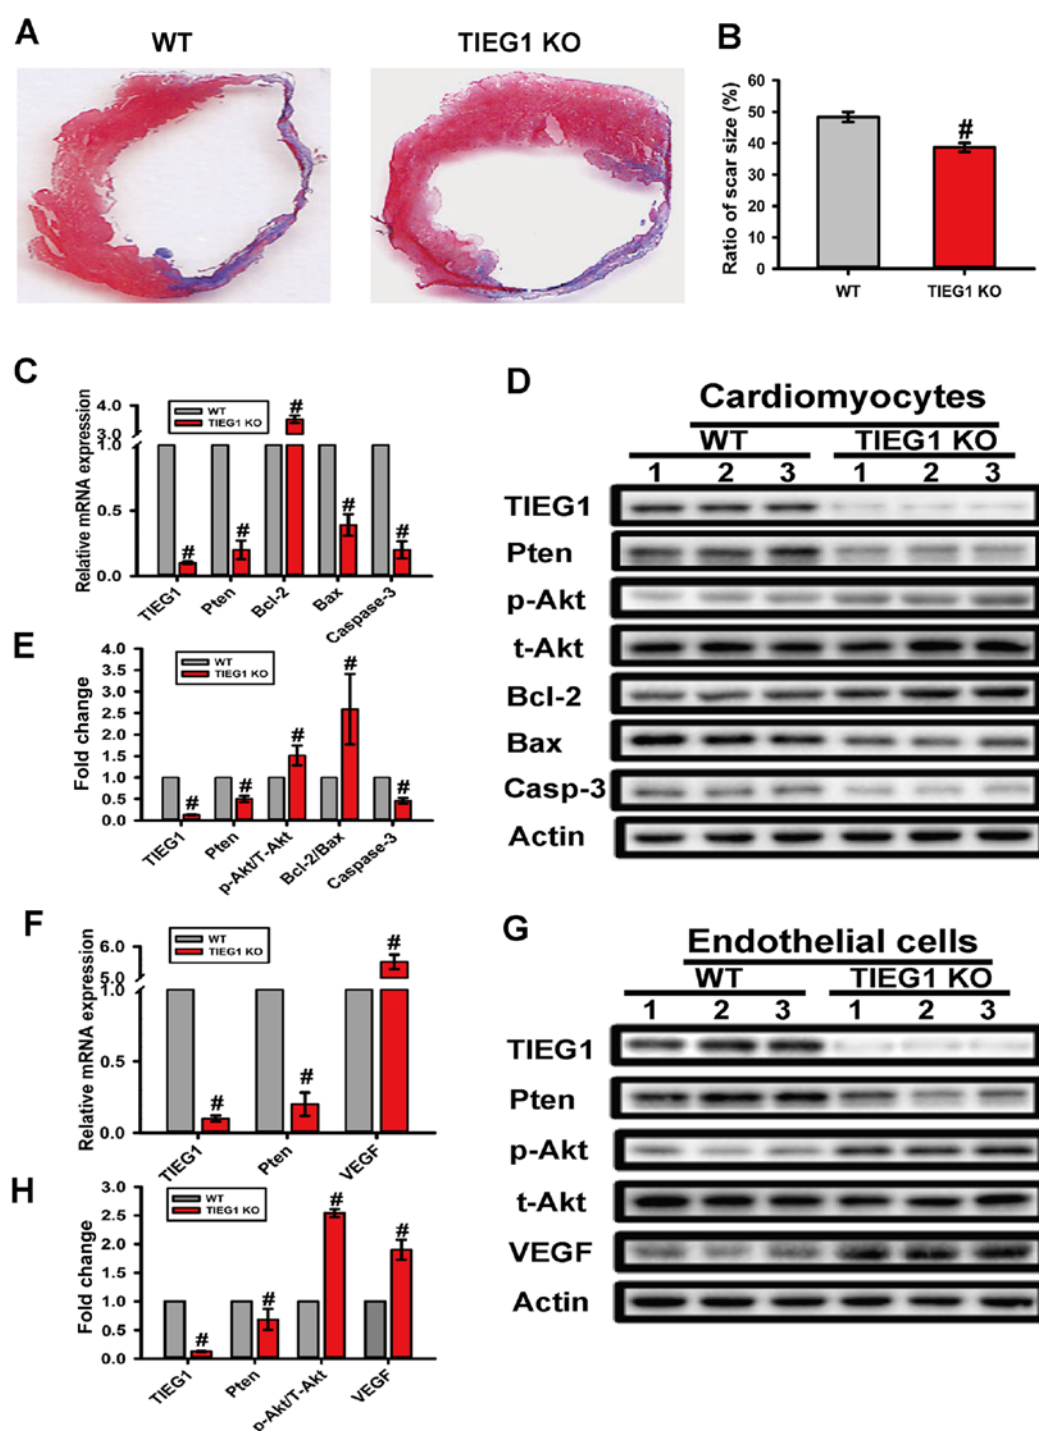 A
WT
TIEG1 KO
B
Ratio of scar size (%)
60
50
40
30
20
10
0
#
WT
TIEG1 KO
C
Relative mRNA expression
4.0
3.0
1.0
0.5
0.0
WT
TIEG1 KO
#
#
#
#
#
TIEG1
Pten
Bcl-2
Bax
Caspase-3
D
Cardiomyocytes
WT
TIEG1 KO
1 2 3 1 2 3
TIEG1
Pten
p-Akt
t-Akt
Bcl-2
Bax
Casp-3
Actin
E
Fold change
4.0
3.5
3.0
2.5
2.0
1.5
1.0
0.5
0.0
WT
TIEG1 KO
#
#
#
#
#
TIEG1
Pten
p-Akt/T-Akt
Bcl-2/Bax
Caspase-3
F
Relative mRNA expression
6.0
5.0
1.0
0.5
0.0
WT
TIEG1 KO
#
#
#
TIEG1
Pten
VEGF
G
Endothelial cells
WT
TIEG1 KO
1 2 3 1 2 3
TIEG1
Pten
p-Akt
t-Akt
VEGF
Actin
H
Fold change
3.0
2.5
2.0
1.5
1.0
0.5
0.0
WT
TIEG1 KO
#
#
#
#
TIEG1
Pten
p-Akt/T-Akt
VEGF